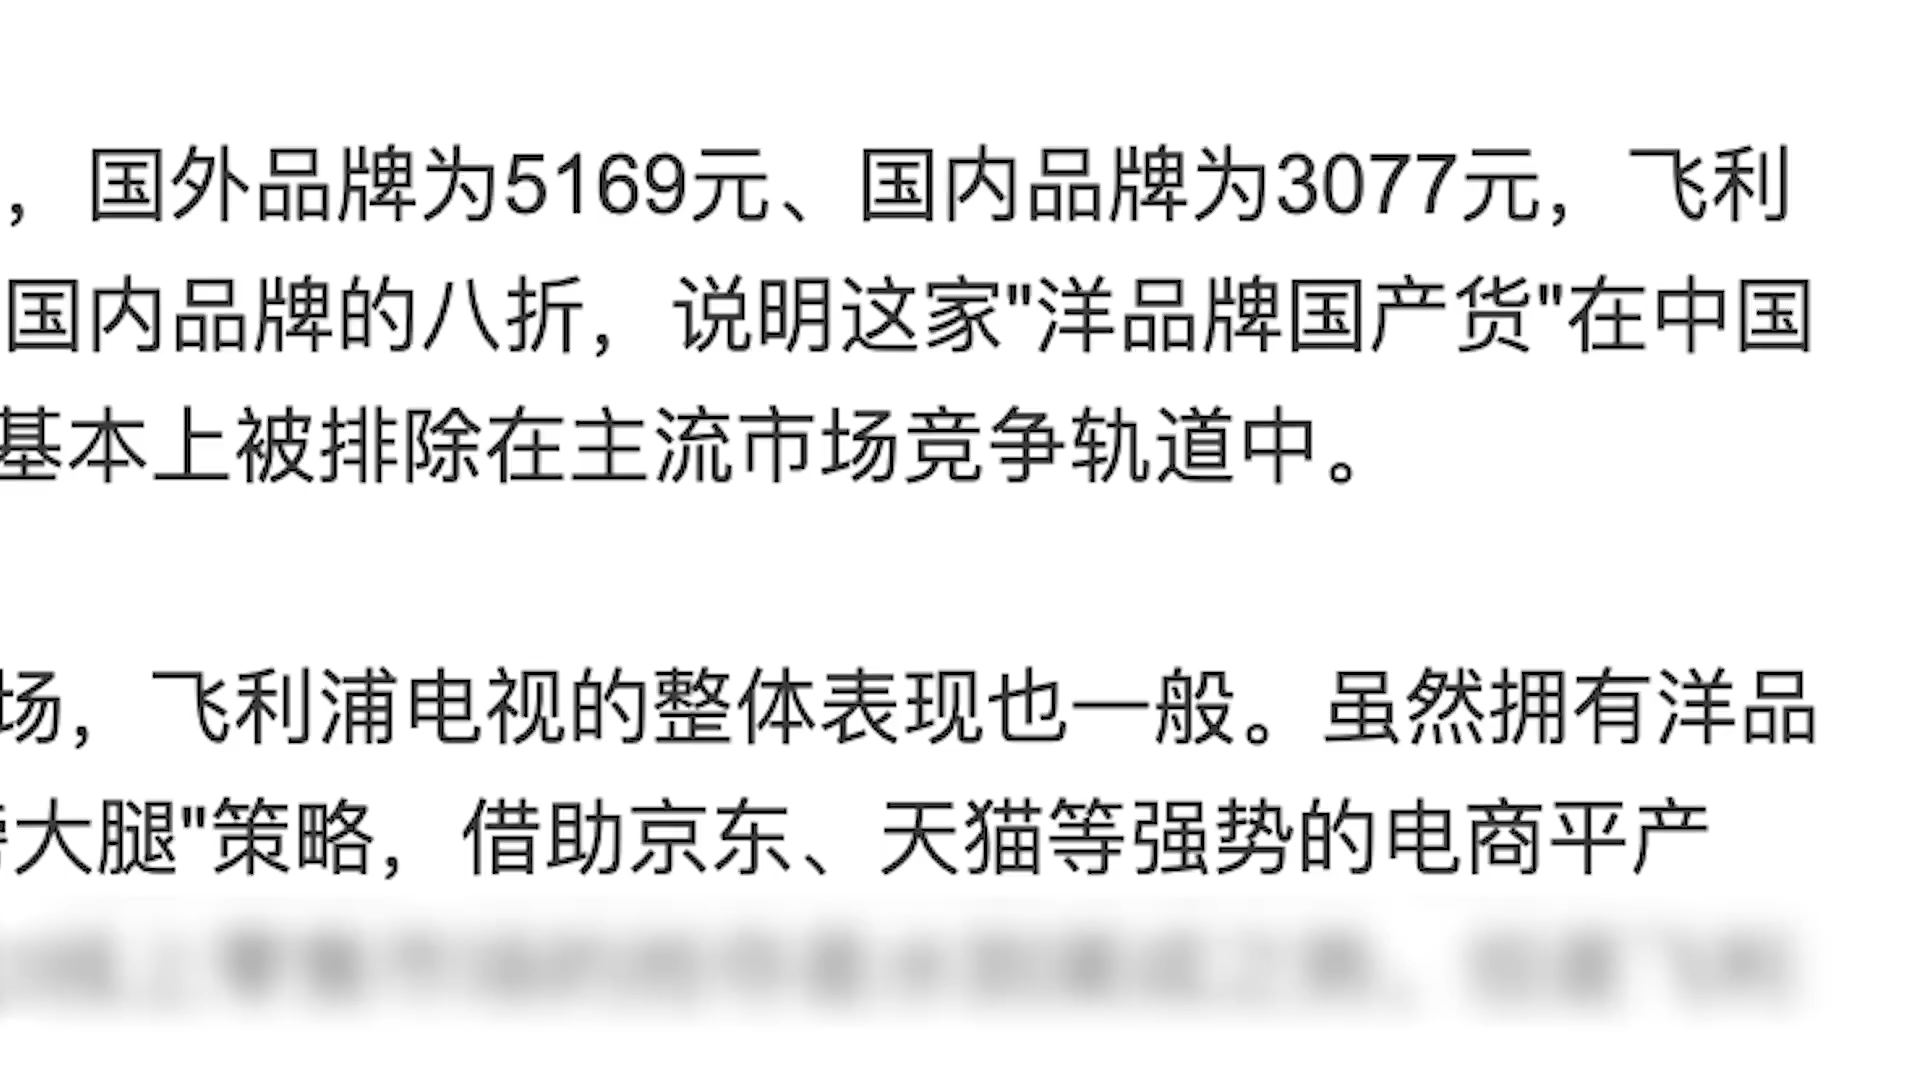 ，国外品牌为5169元、国内品牌为3077元，飞利
国内品牌的八折，说明这家"洋品牌国产货"在中国
基本上被排除在主流市场竞争轨道中。
场，飞利浦电视的整体表现也一般。虽然拥有洋品
大腿"策略，借助京东、天猫等强势的电商平产